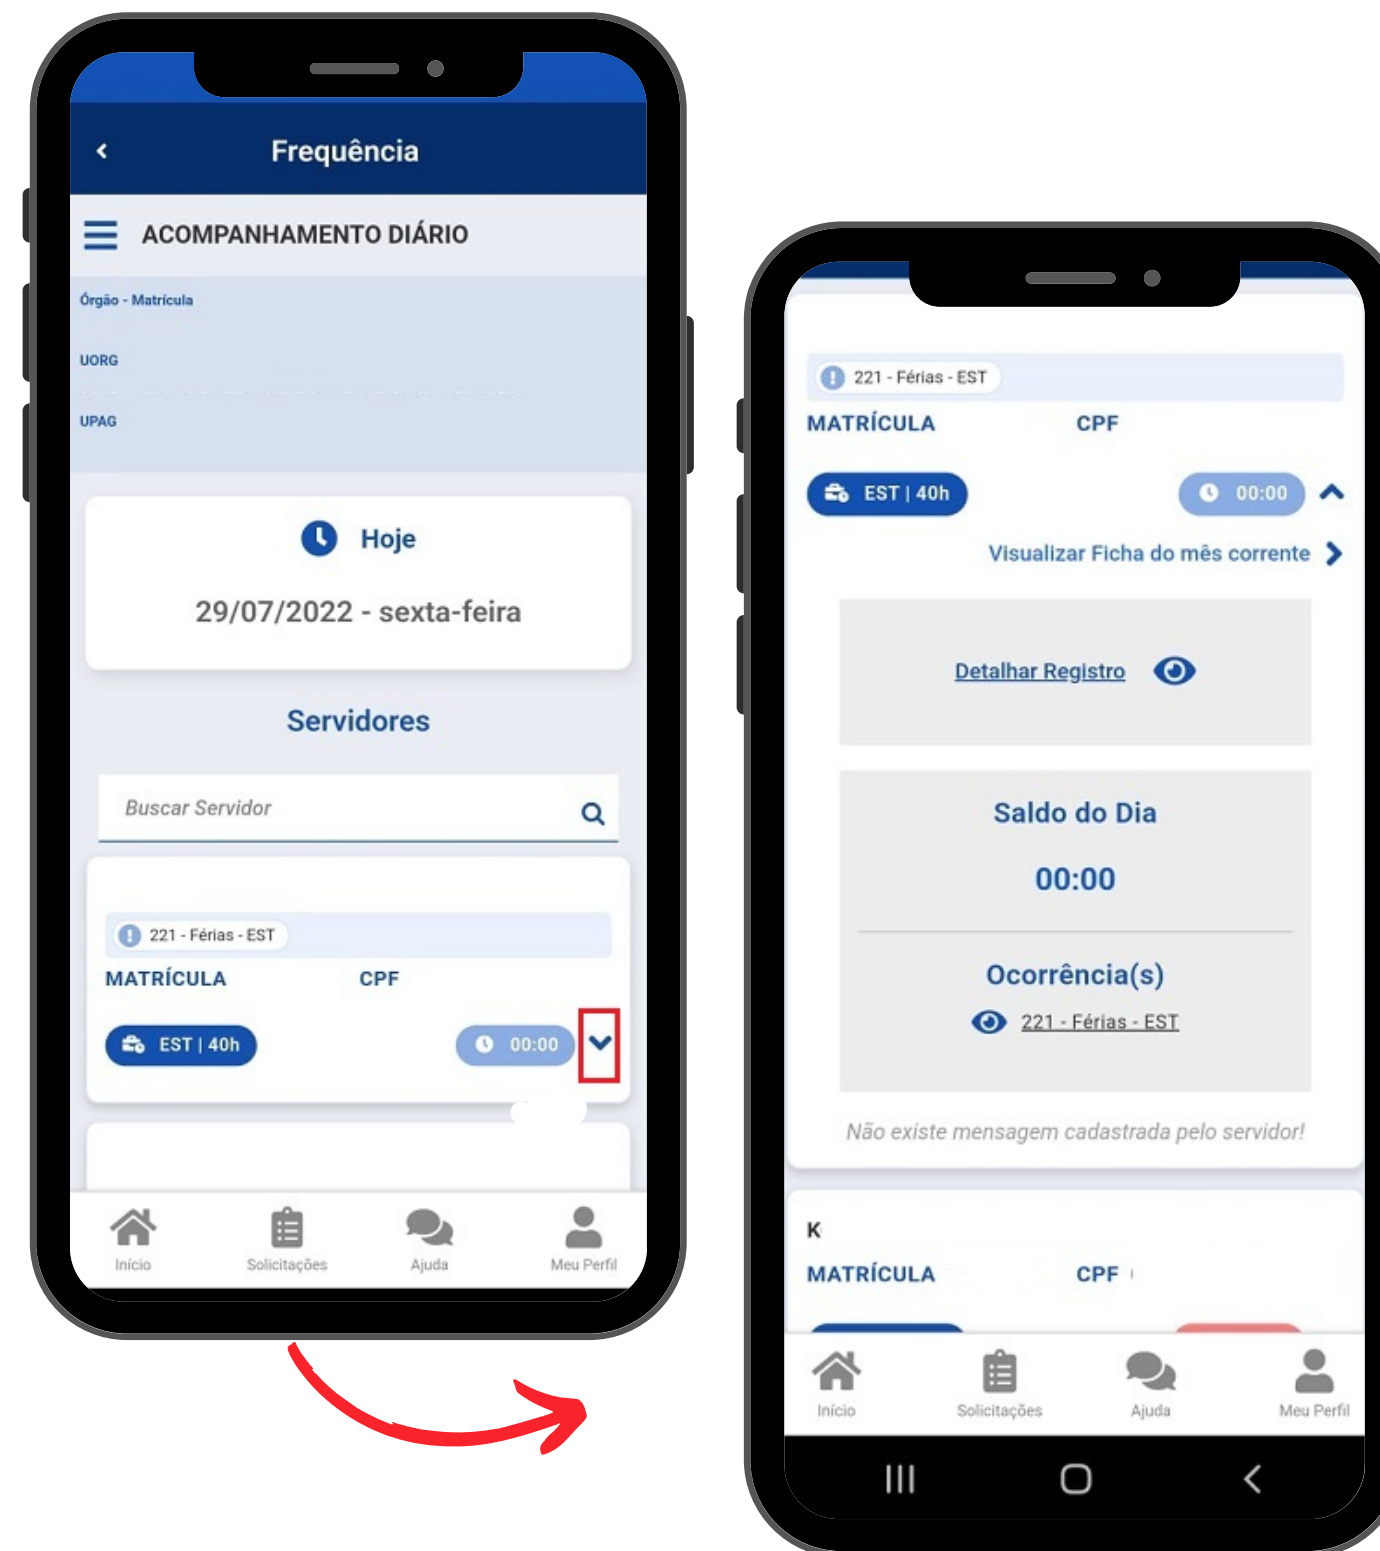 Frequência
ACOMPANHAMENTO DIÁRIO
Órgão - Matrícula
UORG
UPAG
Hoje
29/07/2022 - sexta-feira
Servidores
Buscar Servidor
221 - Férias - EST
MATRÍCULA CPF
EST | 40h 00:00
Início Solicitações Ajuda Meu Perfil
221 - Férias - EST
MATRÍCULA CPF
EST | 40h 00:00
Visualizar Ficha do mês corrente
Detalhar Registro
Saldo do Dia
00:00
Ocorrência(s)
221 - Férias - EST
Não existe mensagem cadastrada pelo servidor!
K
MATRÍCULA CPF
Início Solicitações Ajuda Meu Perfil